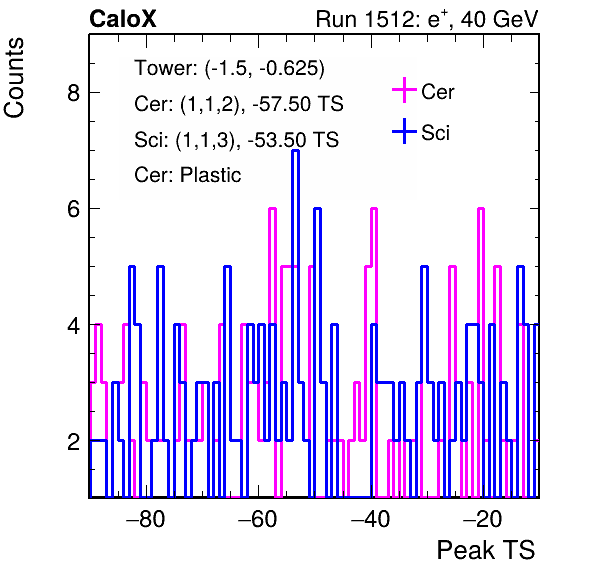 CaloX Run 1512: e⁺, 40 GeV
Counts
Tower: (-1.5, -0.625)
Cer: (1,1,2), -57.50 TS
Sci: (1,1,3), -53.50 TS
Cer: Plastic
Cer
Sci
8
6
4
2
−80 −60 −40 −20
Peak TS